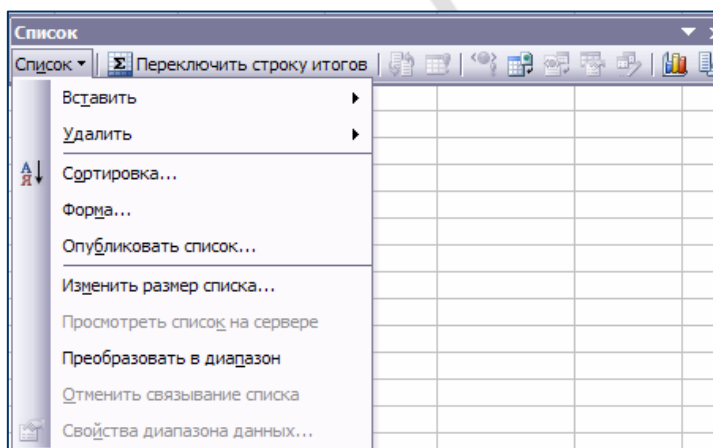 Список
Список Переключить строку итогов
Вставить
Удалить
Сортировка...
Форма...
Опубликовать список...
Изменить размер списка...
Просмотреть список на сервере
Преобразовать в диапазон
Отменить связывание списка
Свойства диапазона данных...